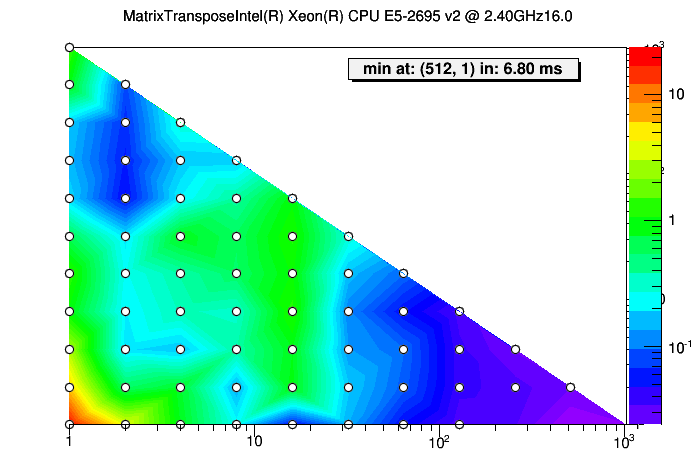 MatrixTransposeIntel(R) Xeon(R) CPU E5-2695 v2 @ 2.40GHz16.0
min at: (512, 1) in: 6.80 ms
10
1
10-1
1 10 10² 10³